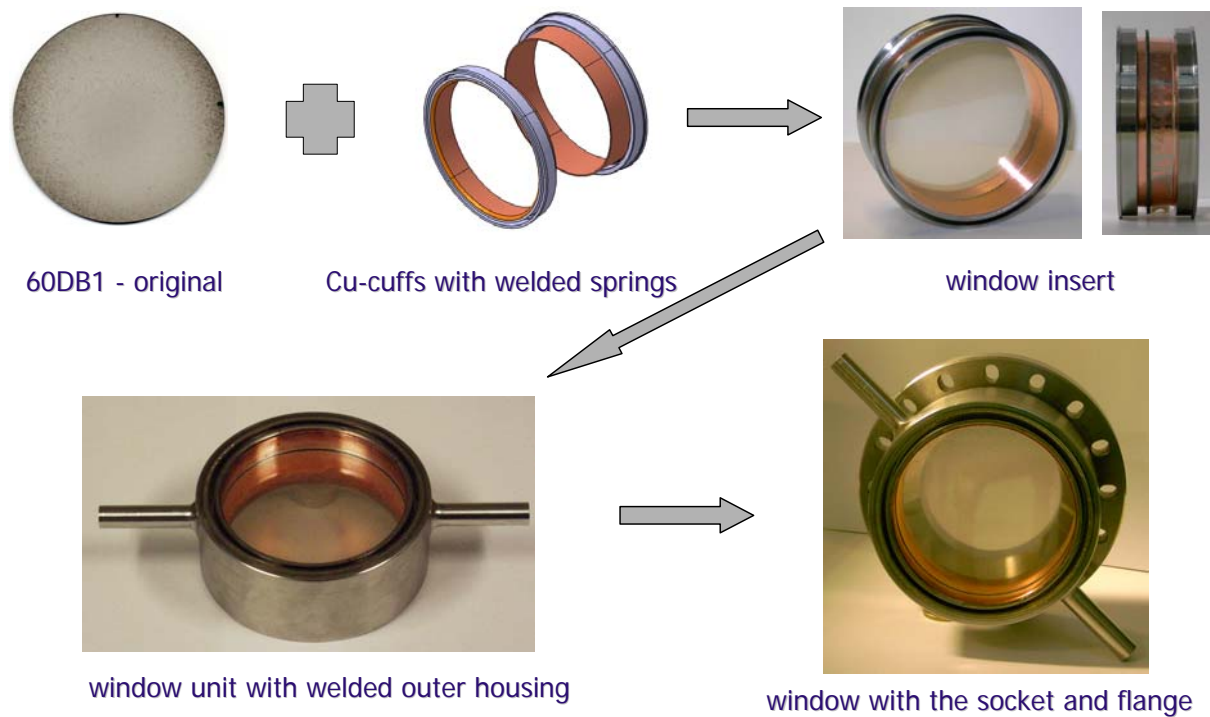 60DB1 - original
Cu-cuffs with welded springs
window insert
window unit with welded outer housing
window with the socket and flange